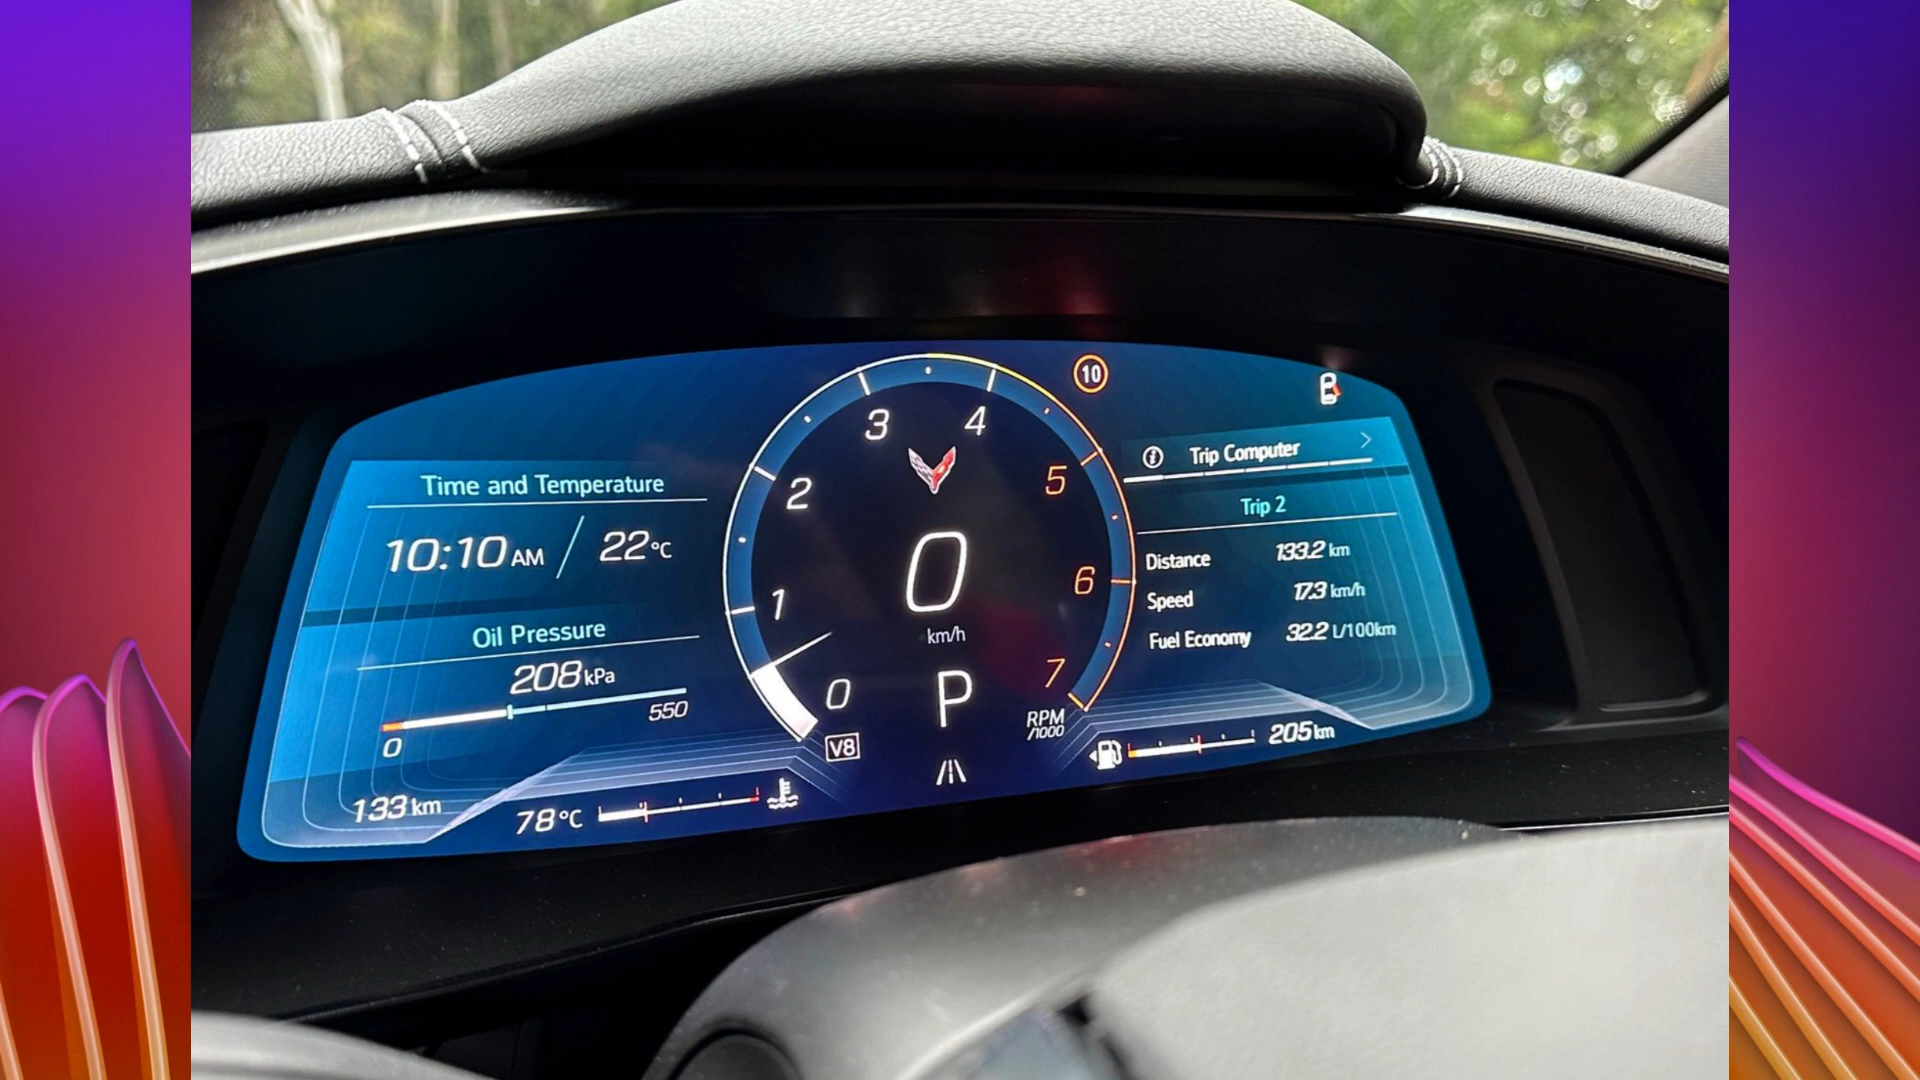 10
Time and Temperature
10:10 AM / 22°C
Oil Pressure
208 kPa
0 550
133 km
78°C
0
1
2
3
4
5
6
7
RPM
/1000
0
km/h
P
V8
Trip Computer
Trip 2
Distance 133.2 km
Speed 17.3 km/h
Fuel Economy 32.2 L/100km
205 km